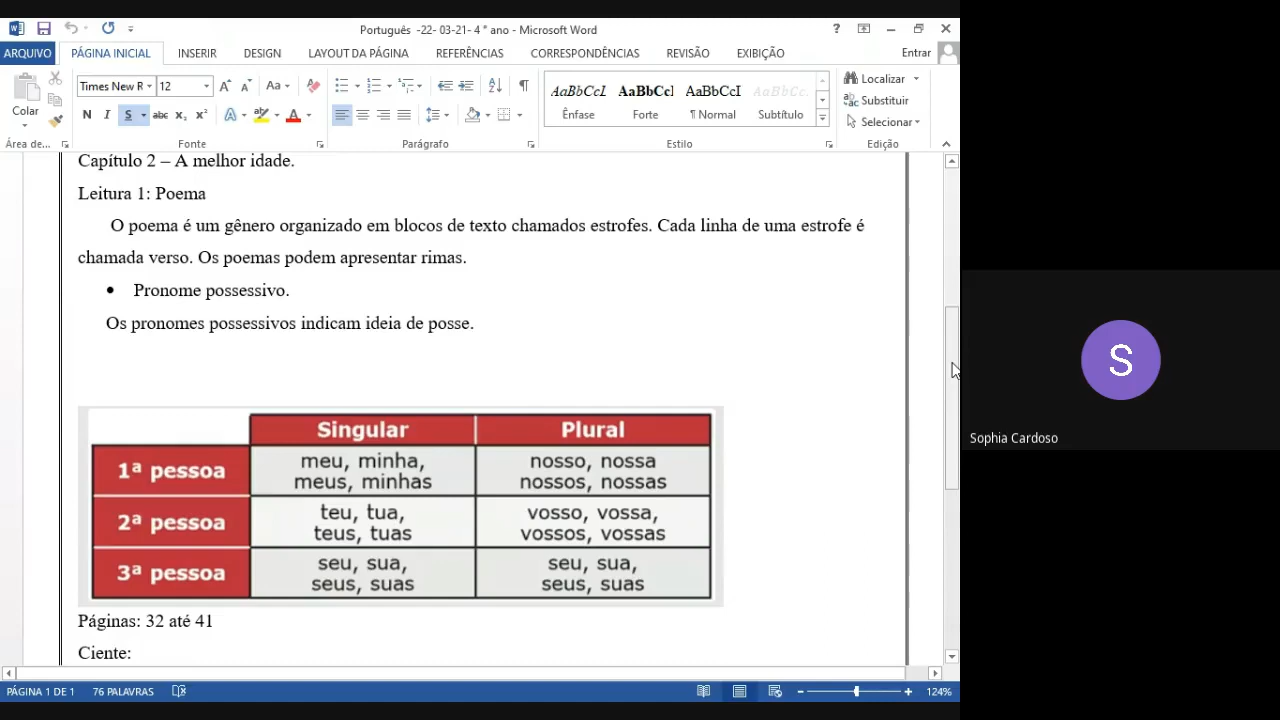 Português -22- 03-21- 4 º ano - Microsoft Word
ARQUIVO PÁGINA INICIAL INSERIR DESIGN LAYOUT DA PÁGINA REFERÊNCIAS CORRESPONDÊNCIAS REVISÃO EXIBIÇÃO Entrar
Colar
Times New R 12
AaBbCcI AaBbCcI AaBbCcI AaBbCc.
Ênfase Forte ¶ Normal Subtítulo
Localizar
Substituir
Selecionar
Área de... Fonte Parágrafo Estilo Edição
Capítulo 2 – A melhor idade.
Leitura 1: Poema
O poema é um gênero organizado em blocos de texto chamados estrofes. Cada linha de uma estrofe é
chamada verso. Os poemas podem apresentar rimas.
• Pronome possessivo.
Os pronomes possessivos indicam ideia de posse.
Singular Plural
1ª pessoa meu, minha, meus, minhas nosso, nossa nossos, nossas
2ª pessoa teu, tua, teus, tuas vosso, vossa, vossos, vossas
3ª pessoa seu, sua, seus, suas seu, sua, seus, suas
Páginas: 32 até 41
Ciente:
PÁGINA 1 DE 1 76 PALAVRAS 124%
S
Sophia Cardoso